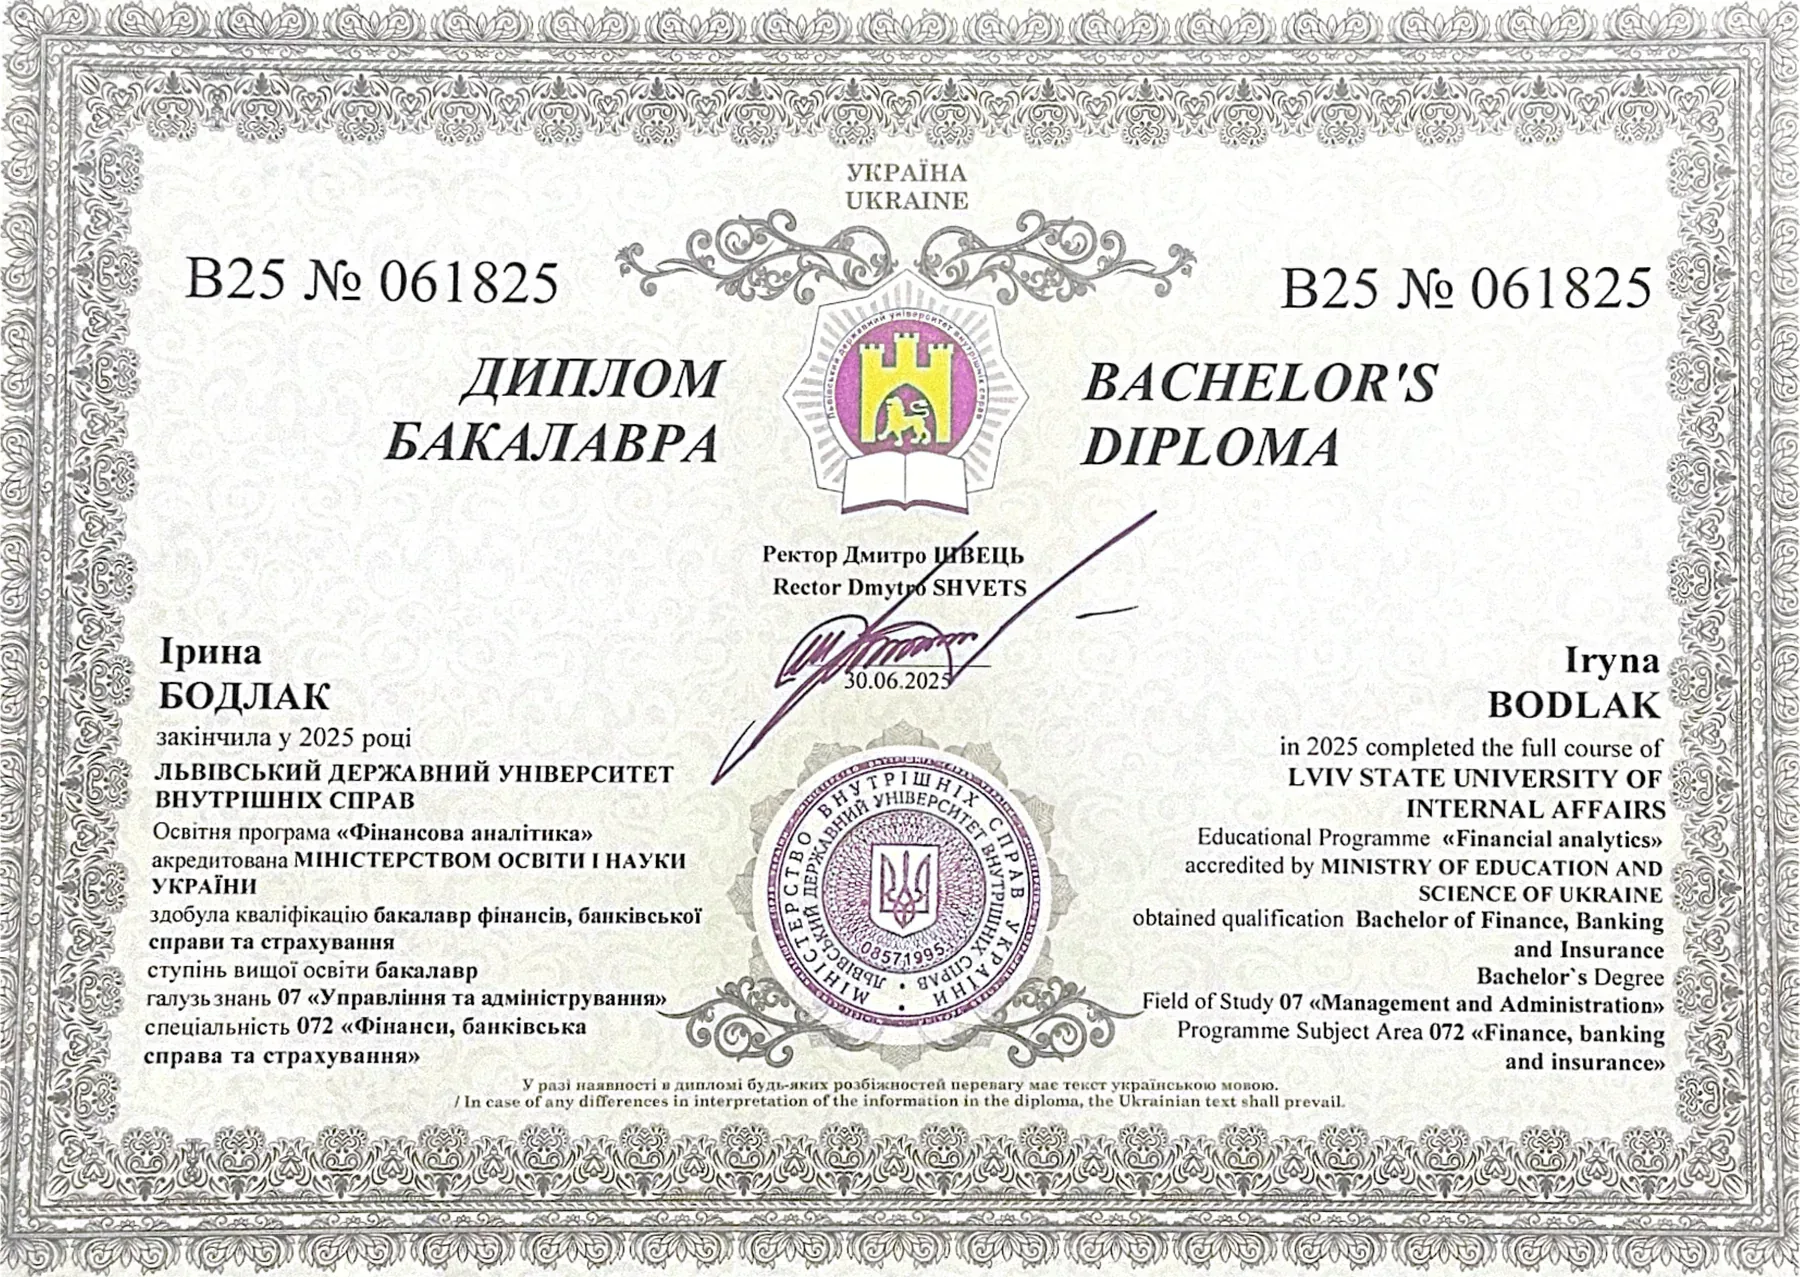 УКРАЇНА
UKRAINE
В25 № 061825
В25 № 061825
ДИПЛОМ
БАКАЛАВРА
Львівський державний університет внутрішніх справ
BACHELOR'S
DIPLOMA
Ректор Дмитро ШВЕЦЬ
Rector Dmytro SHVETS
30.06.2025
Ірина
БОДЛАК
закінчила у 2025 році
ЛЬВІВСЬКИЙ ДЕРЖАВНИЙ УНІВЕРСИТЕТ
ВНУТРІШНІХ СПРАВ
Освітня програма «Фінансова аналітика»
акредитована МІНІСТЕРСТВОМ ОСВІТИ І НАУКИ
УКРАЇНИ
здобула кваліфікацію бакалавр фінансів, банківської
справи та страхування
ступінь вищої освіти бакалавр
галузь знань 07 «Управління та адміністрування»
спеціальність 072 «Фінанси, банківська
справа та страхування»
МІНІСТЕРСТВО ВНУТРІШНІХ СПРАВ УКРАЇНИ
ЛЬВІВСЬКИЙ ДЕРЖАВНИЙ УНІВЕРСИТЕТ ВНУТРІШНІХ СПРАВ
08571995
Iryna
BODLAK
in 2025 completed the full course of
LVIV STATE UNIVERSITY OF
INTERNAL AFFAIRS
Educational Programme «Financial analytics»
accredited by MINISTRY OF EDUCATION AND
SCIENCE OF UKRAINE
obtained qualification Bachelor of Finance, Banking
and Insurance
Bachelor`s Degree
Field of Study 07 «Management and Administration»
Programme Subject Area 072 «Finance, banking
and insurance»
У разі наявності в дипломі будь-яких розбіжностей перевагу має текст українською мовою.
/ In case of any differences in interpretation of the information in the diploma, the Ukrainian text shall prevail.